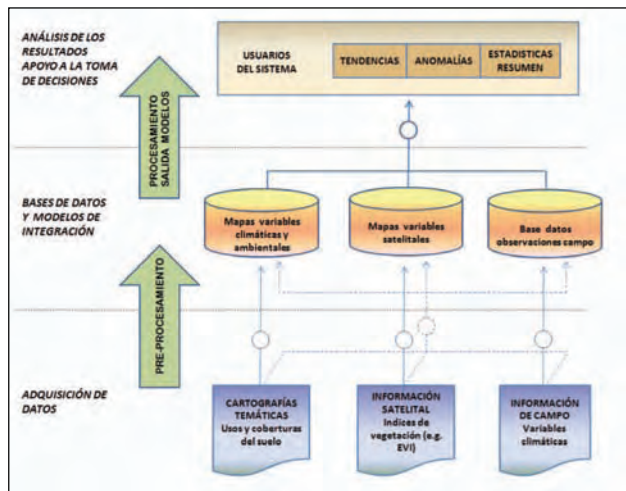 ANÁLISIS DE LOS
RESULTADOS
APOYO A LA TOMA
DE DECISIONES
USUARIOS
DEL SISTEMA
TENDENCIAS
ANOMALÍAS
ESTADISTICAS
RESUMEN
PROCESAMIENTO
SALIDA MODELOS
BASES DE DATOS
Y MODELOS DE
INTEGRACIÓN
Mapas variables
climáticas y
ambientales
Mapas variables
satelitales
Base datos
observaciones campo
PRE-PROCESAMIENTO
ADQUISICIÓN DE
DATOS
CARTOGRAFÍAS
TEMÁTICAS
Usos y coberturas
del suelo
INFORMACIÓN
SATELITAL
Indices de
vegetación (e.g.
EVI)
INFORMACIÓN
DE CAMPO
Variables
climáticas